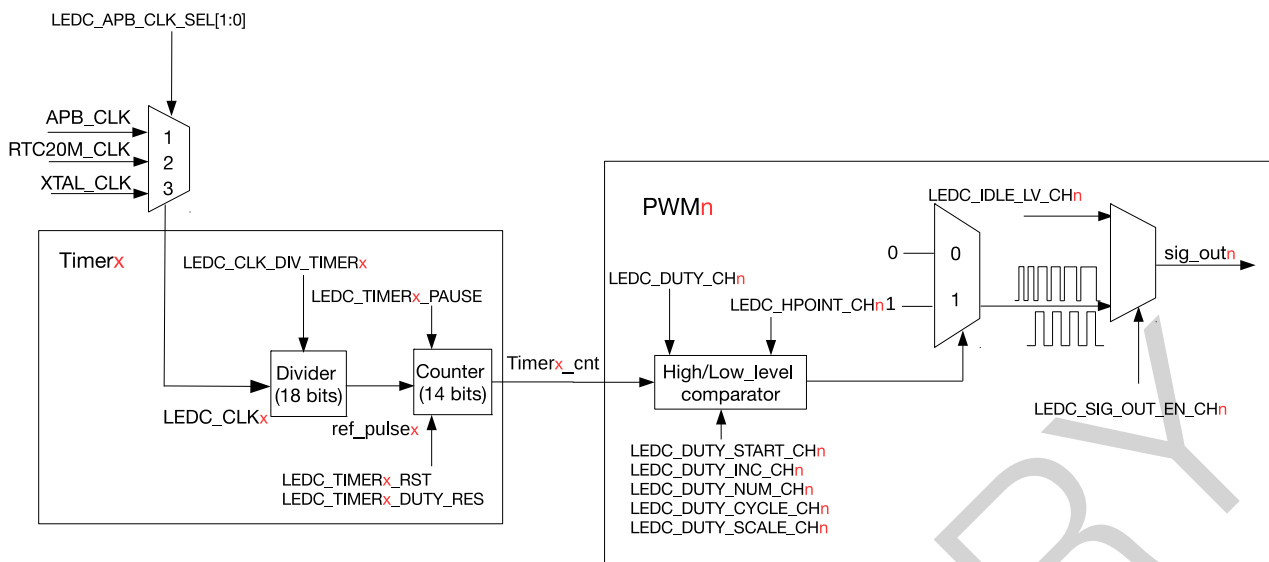 LEDC_APB_CLK_SEL[1:0]
APB_CLK
RTC20M_CLK
XTAL_CLK
1
2
3
Timerx
LEDC_CLK_DIV_TIMERx
LEDC_TIMERx_PAUSE
Divider
(18 bits)
Counter
(14 bits)
LEDC_CLKx
ref_pulsex
LEDC_TIMERx_RST
LEDC_TIMERx_DUTY_RES
Timerx_cnt
PWMn
LEDC_DUTY_CHn
LEDC_HPOINT_CHn
High/Low_level
comparator
LEDC_DUTY_START_CHn
LEDC_DUTY_INC_CHn
LEDC_DUTY_NUM_CHn
LEDC_DUTY_CYCLE_CHn
LEDC_DUTY_SCALE_CHn
0
1
0
1
LEDC_IDLE_LV_CHn
sig_outn
LEDC_SIG_OUT_EN_CHn
RY